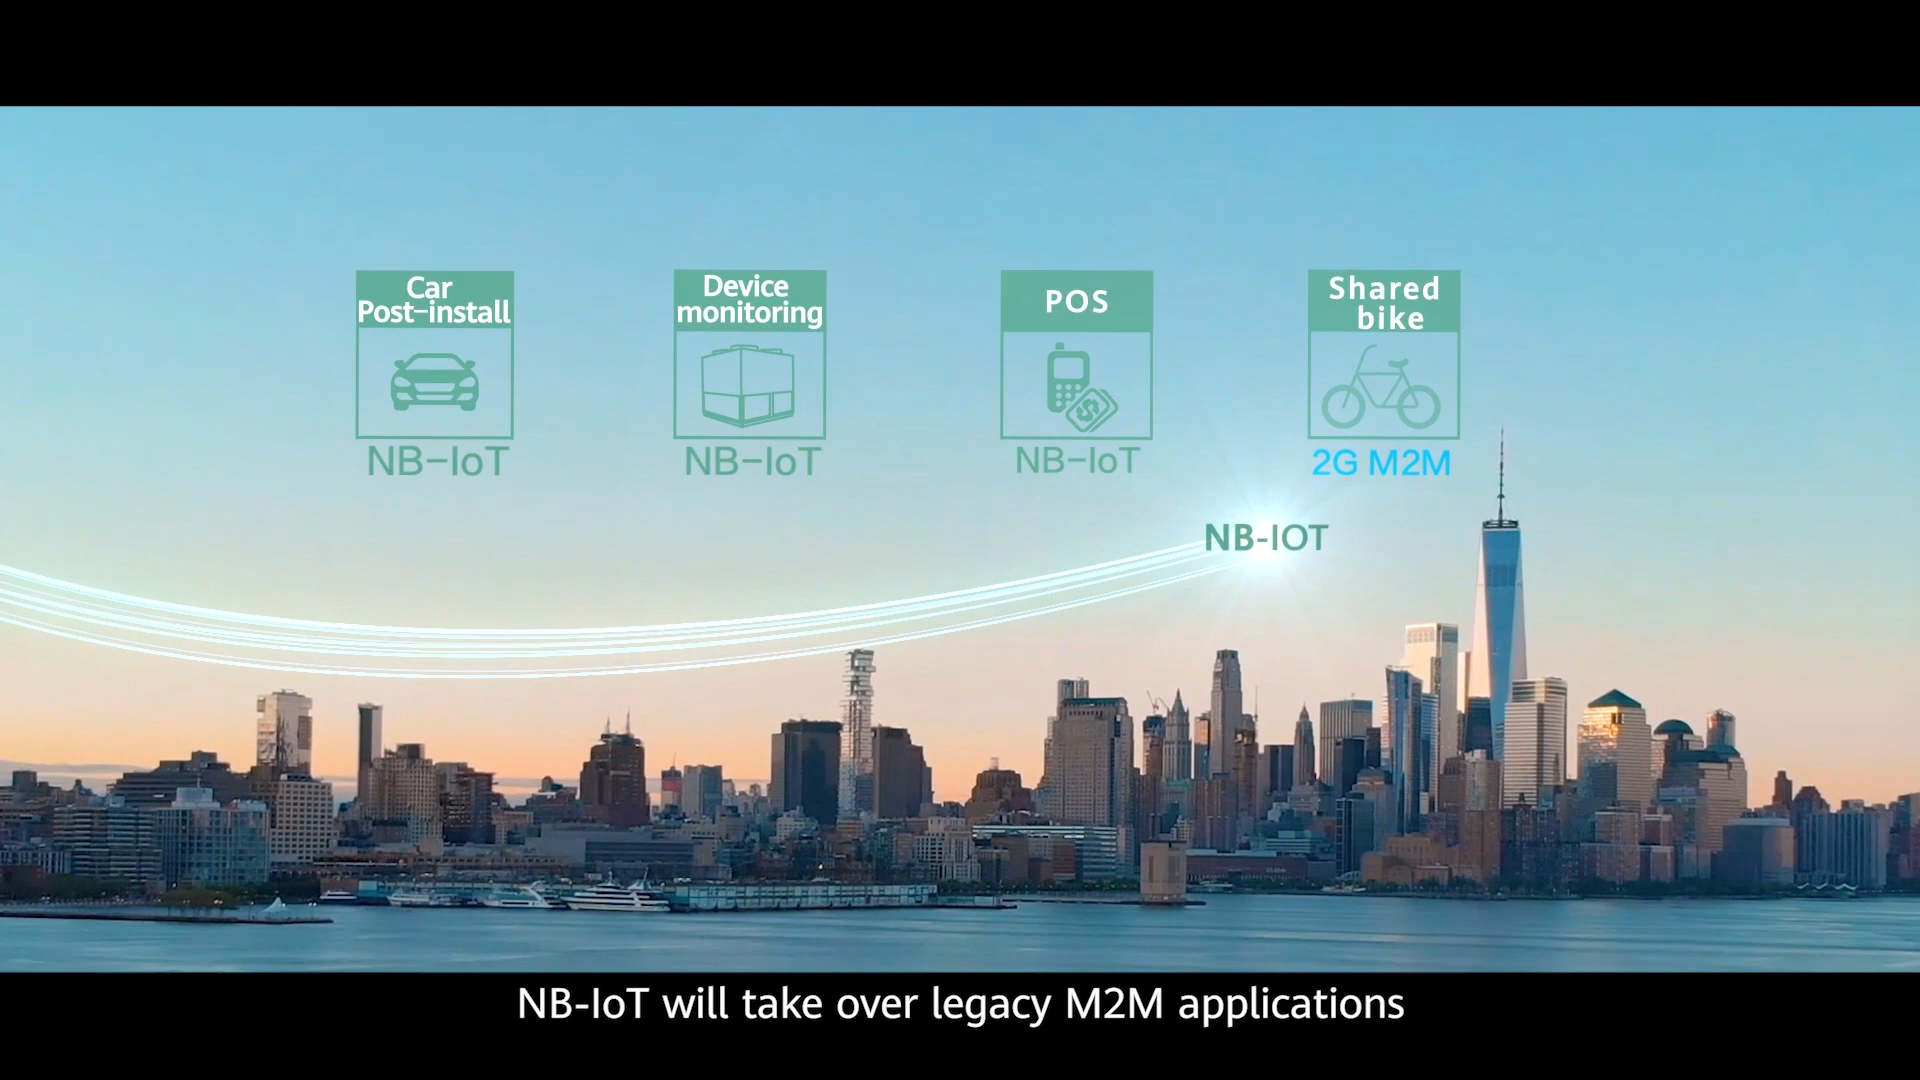 Car
Post-install
Device
monitoring
POS
Shared
bike
NB-IoT
NB-IoT
NB-IoT
2G M2M
NB-IOT
NB-IoT will take over legacy M2M applications